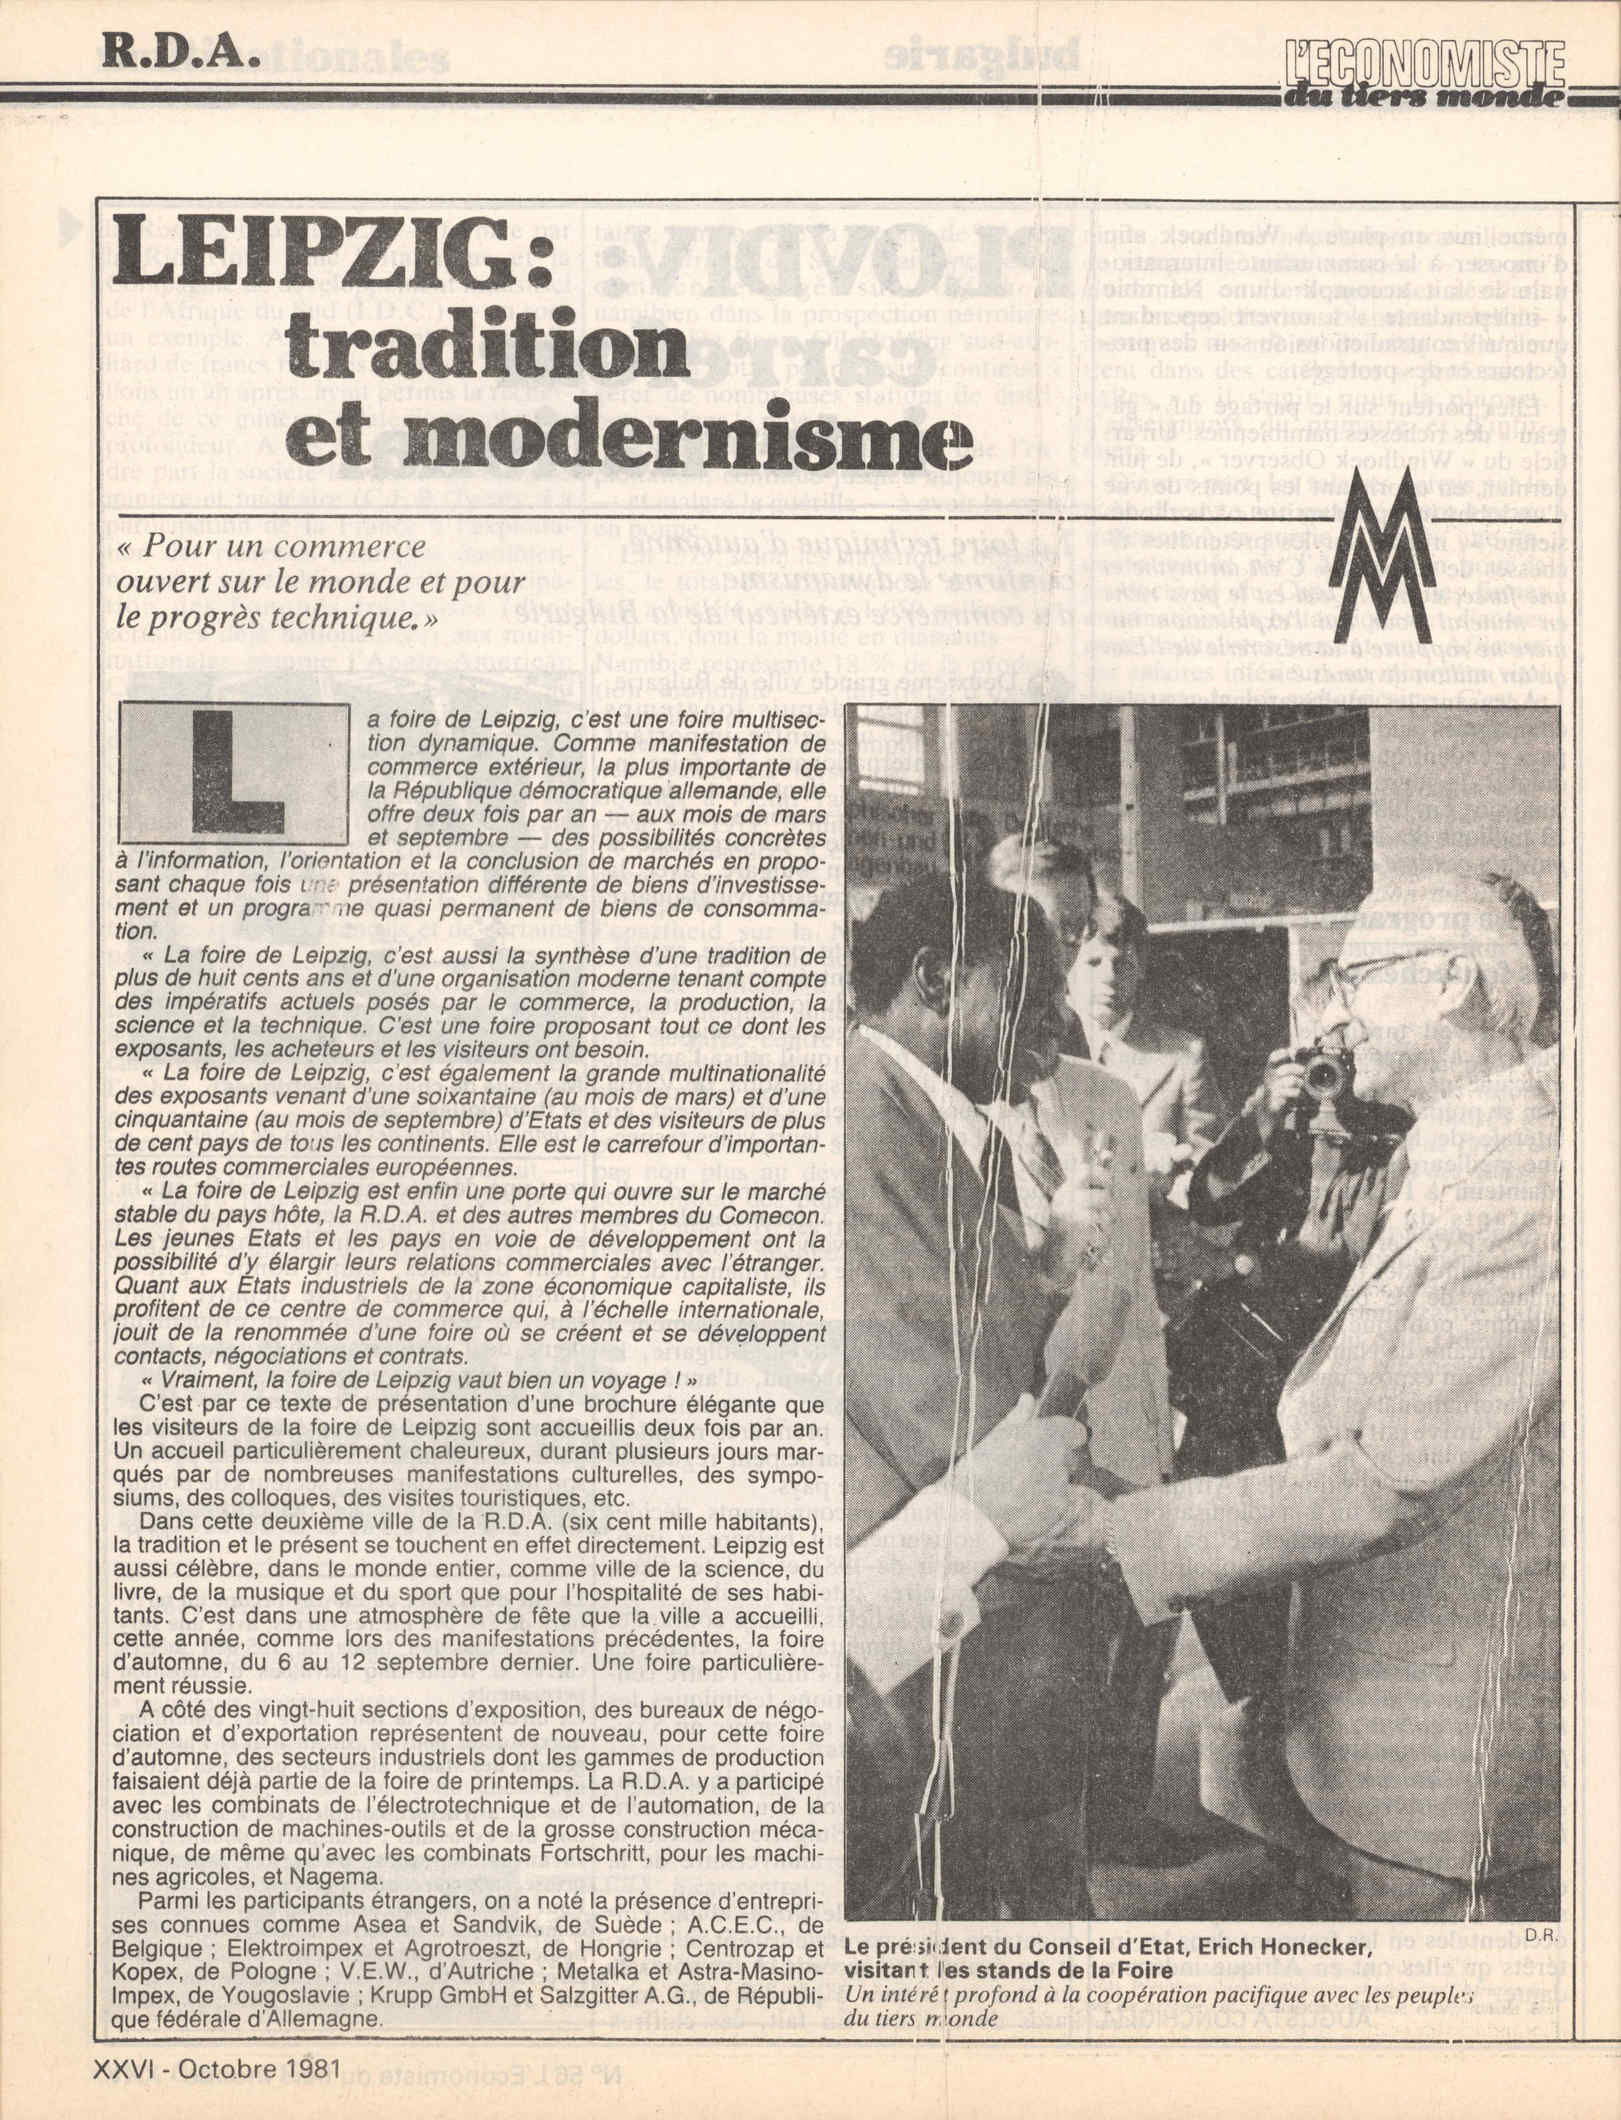 R.D.A.
L'ECONOMISTE
du tiers monde
LEIPZIG:
tradition
et modernisme
« Pour un commerce
ouvert sur le monde et pour
le progrès technique. »
MM
La foire de Leipzig, c'est une foire multisec-
tion dynamique. Comme manifestation de
commerce extérieur, la plus importante de
la République démocratique allemande, elle
offre deux fois par an — aux mois de mars
et septembre — des possibilités concrètes
à l'information, l'orientation et la conclusion de marchés en propo-
sant chaque fois une présentation différente de biens d'investisse-
ment et un programme quasi permanent de biens de consomma-
tion.
« La foire de Leipzig, c'est aussi la synthèse d'une tradition de
plus de huit cents ans et d'une organisation moderne tenant compte
des impératifs actuels posés par le commerce, la production, la
science et la technique. C'est une foire proposant tout ce dont les
exposants, les acheteurs et les visiteurs ont besoin.
« La foire de Leipzig, c'est également la grande multinationalité
des exposants venant d'une soixantaine (au mois de mars) et d'une
cinquantaine (au mois de septembre) d'Etats et des visiteurs de plus
de cent pays de tous les continents. Elle est le carrefour d'importan-
tes routes commerciales européennes.
« La foire de Leipzig est enfin une porte qui ouvre sur le marché
stable du pays hôte, la R.D.A. et des autres membres du Comecon.
Les jeunes Etats et les pays en voie de développement ont la
possibilité d'y élargir leurs relations commerciales avec l'étranger.
Quant aux Etats industriels de la zone économique capitaliste, ils
profitent de ce centre de commerce qui, à l'échelle internationale,
jouit de la renommée d'une foire où se créent et se développent
contacts, négociations et contrats.
« Vraiment, la foire de Leipzig vaut bien un voyage ! »
C'est par ce texte de présentation d'une brochure élégante que
les visiteurs de la foire de Leipzig sont accueillis deux fois par an.
Un accueil particulièrement chaleureux, durant plusieurs jours mar-
qués par de nombreuses manifestations culturelles, des sympo-
siums, des colloques, des visites touristiques, etc.
Dans cette deuxième ville de la R.D.A. (six cent mille habitants),
la tradition et le présent se touchent en effet directement. Leipzig est
aussi célèbre, dans le monde entier, comme ville de la science, du
livre, de la musique et du sport que pour l'hospitalité de ses habi-
tants. C'est dans une atmosphère de fête que la ville a accueilli,
cette année, comme lors des manifestations précédentes, la foire
d'automne, du 6 au 12 septembre dernier. Une foire particulière-
ment réussie.
A côté des vingt-huit sections d'exposition, des bureaux de négo-
ciation et d'exportation représentent de nouveau, pour cette foire
d'automne, des secteurs industriels dont les gammes de production
faisaient déjà partie de la foire de printemps. La R.D.A. y a participé
avec les combinats de l'électrotechnique et de l'automation, de la
construction de machines-outils et de la grosse construction méca-
nique, de même qu'avec les combinats Fortschritt, pour les machi-
nes agricoles, et Nagema.
Parmi les participants étrangers, on a noté la présence d'entrepri-
ses connues comme Asea et Sandvik, de Suède ; A.C.E.C., de
Belgique ; Elektroimpex et Agrotroeszt, de Hongrie ; Centrozap et
Kopex, de Pologne ; V.E.W., d'Autriche ; Metalka et Astra-Masino-
Impex, de Yougoslavie ; Krupp GmbH et Salzgitter A.G., de Républi-
que fédérale d'Allemagne.
D.R.
Le président du Conseil d'Etat, Erich Honecker,
visitant les stands de la Foire
Un intérêt profond à la coopération pacifique avec les peuples
du tiers monde
XXVI - Octobre 1981